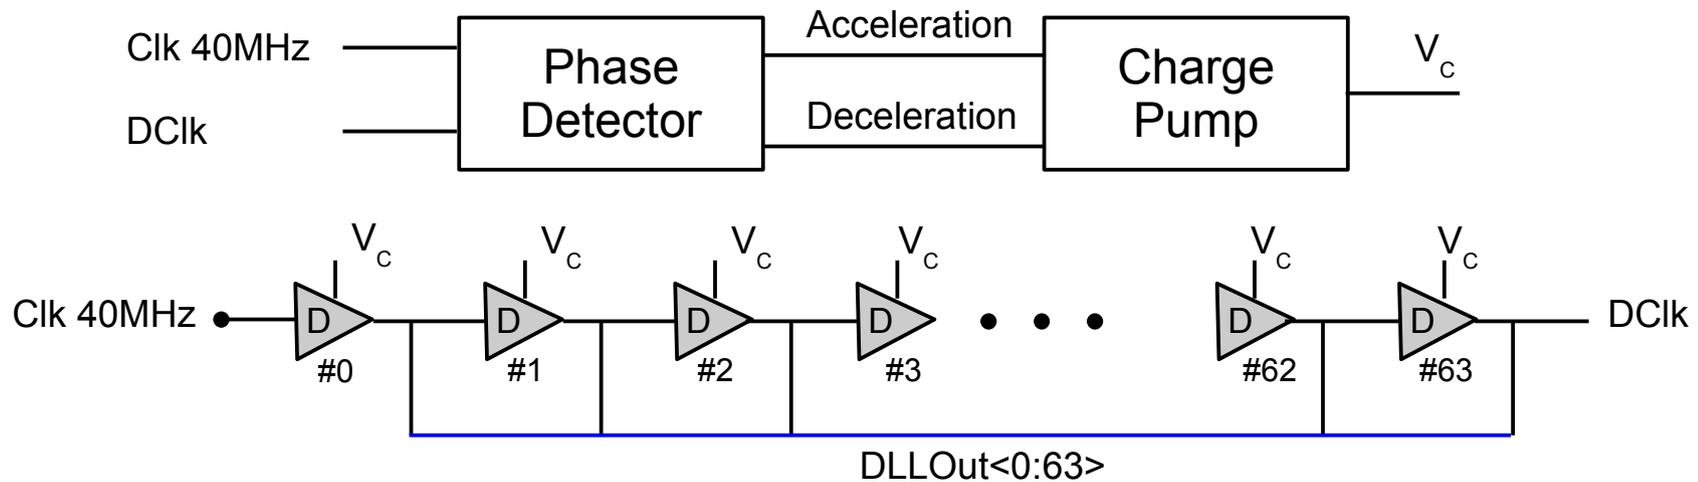 Clk 40MHz
DClk
Phase
Detector
Acceleration
Deceleration
Charge
Pump
VC
VC
VC
VC
VC
VC
VC
Clk 40MHz
D
D
D
D
D
D
DClk
#0
#1
#2
#3
#62
#63
DLLOut<0:63>